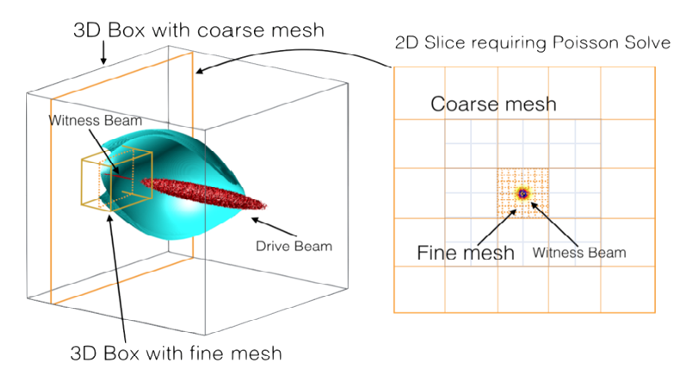 3D Box with coarse mesh
2D Slice requiring Poisson Solve
Witness Beam
Coarse mesh
Drive Beam
Fine mesh
Witness Beam
3D Box with fine mesh